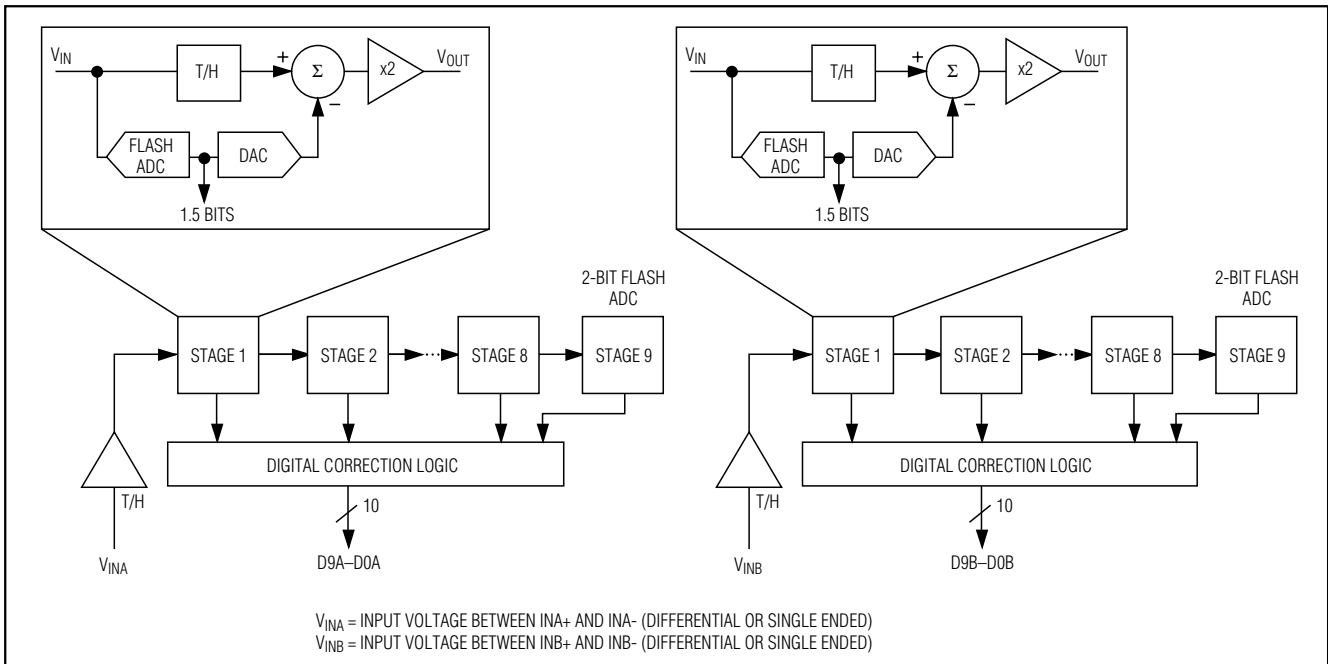 V_IN
T/H
+
Σ
−
x2
V_OUT
FLASH
ADC
DAC
1.5 BITS
2-BIT FLASH
ADC
STAGE 1
STAGE 2
STAGE 8
STAGE 9
DIGITAL CORRECTION LOGIC
T/H
10
V_INA
D9A–D0A
V_IN
T/H
+
Σ
−
x2
V_OUT
FLASH
ADC
DAC
1.5 BITS
2-BIT FLASH
ADC
STAGE 1
STAGE 2
STAGE 8
STAGE 9
DIGITAL CORRECTION LOGIC
T/H
10
V_INB
D9B–D0B
V_INA = INPUT VOLTAGE BETWEEN INA+ AND INA- (DIFFERENTIAL OR SINGLE ENDED)
V_INB = INPUT VOLTAGE BETWEEN INB+ AND INB- (DIFFERENTIAL OR SINGLE ENDED)